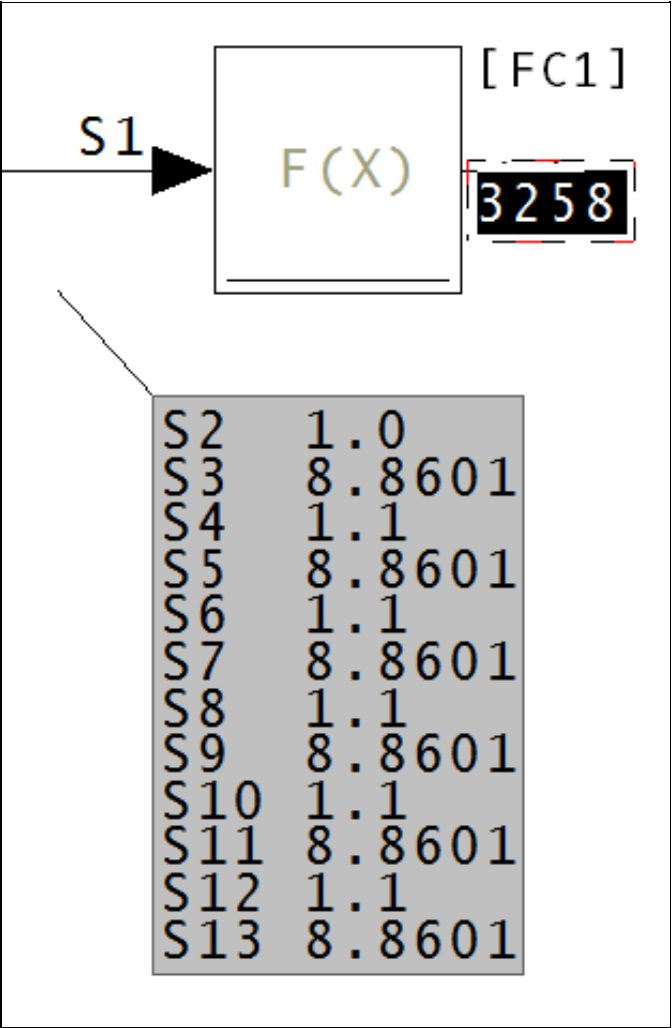 [FC1]
S1
F(X)
3258
S2 1.0
S3 8.8601
S4 1.1
S5 8.8601
S6 1.1
S7 8.8601
S8 1.1
S9 8.8601
S10 1.1
S11 8.8601
S12 1.1
S13 8.8601